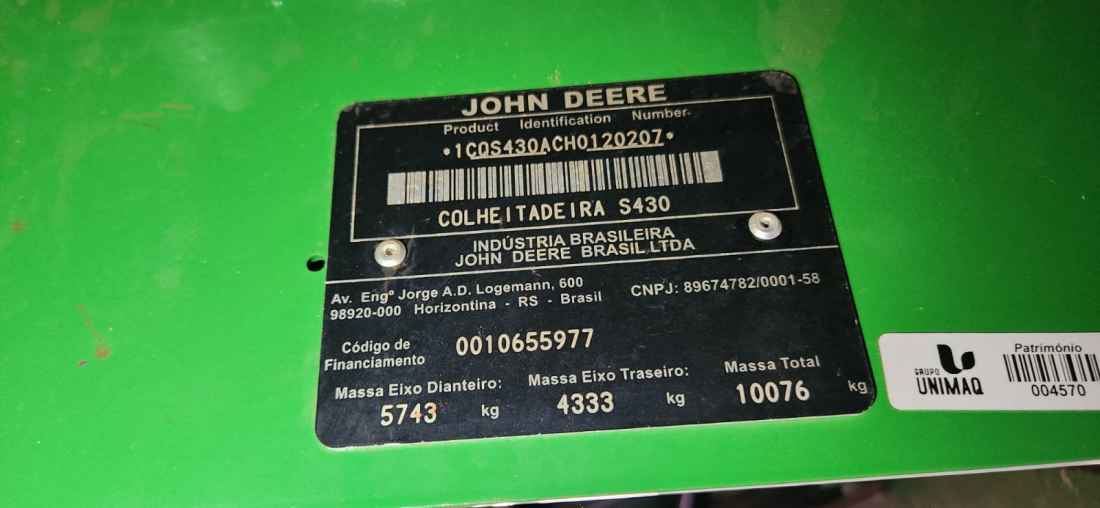 JOHN DEERE
Product Identification Number
*1CQS430ACH0120207*
COLHEITADEIRA S430
INDÚSTRIA BRASILEIRA
JOHN DEERE BRASIL LTDA
Av. Engº Jorge A.D. Logemann, 600
98920-000 Horizontina - RS - Brasil
CNPJ: 89674782/0001-58
Código de
Financiamento
0010655977
Massa Eixo Dianteiro:
5743 kg
Massa Eixo Traseiro:
4333 kg
Massa Total
10076 kg
GRUPO
UNIMAQ
Patrimônio
004570